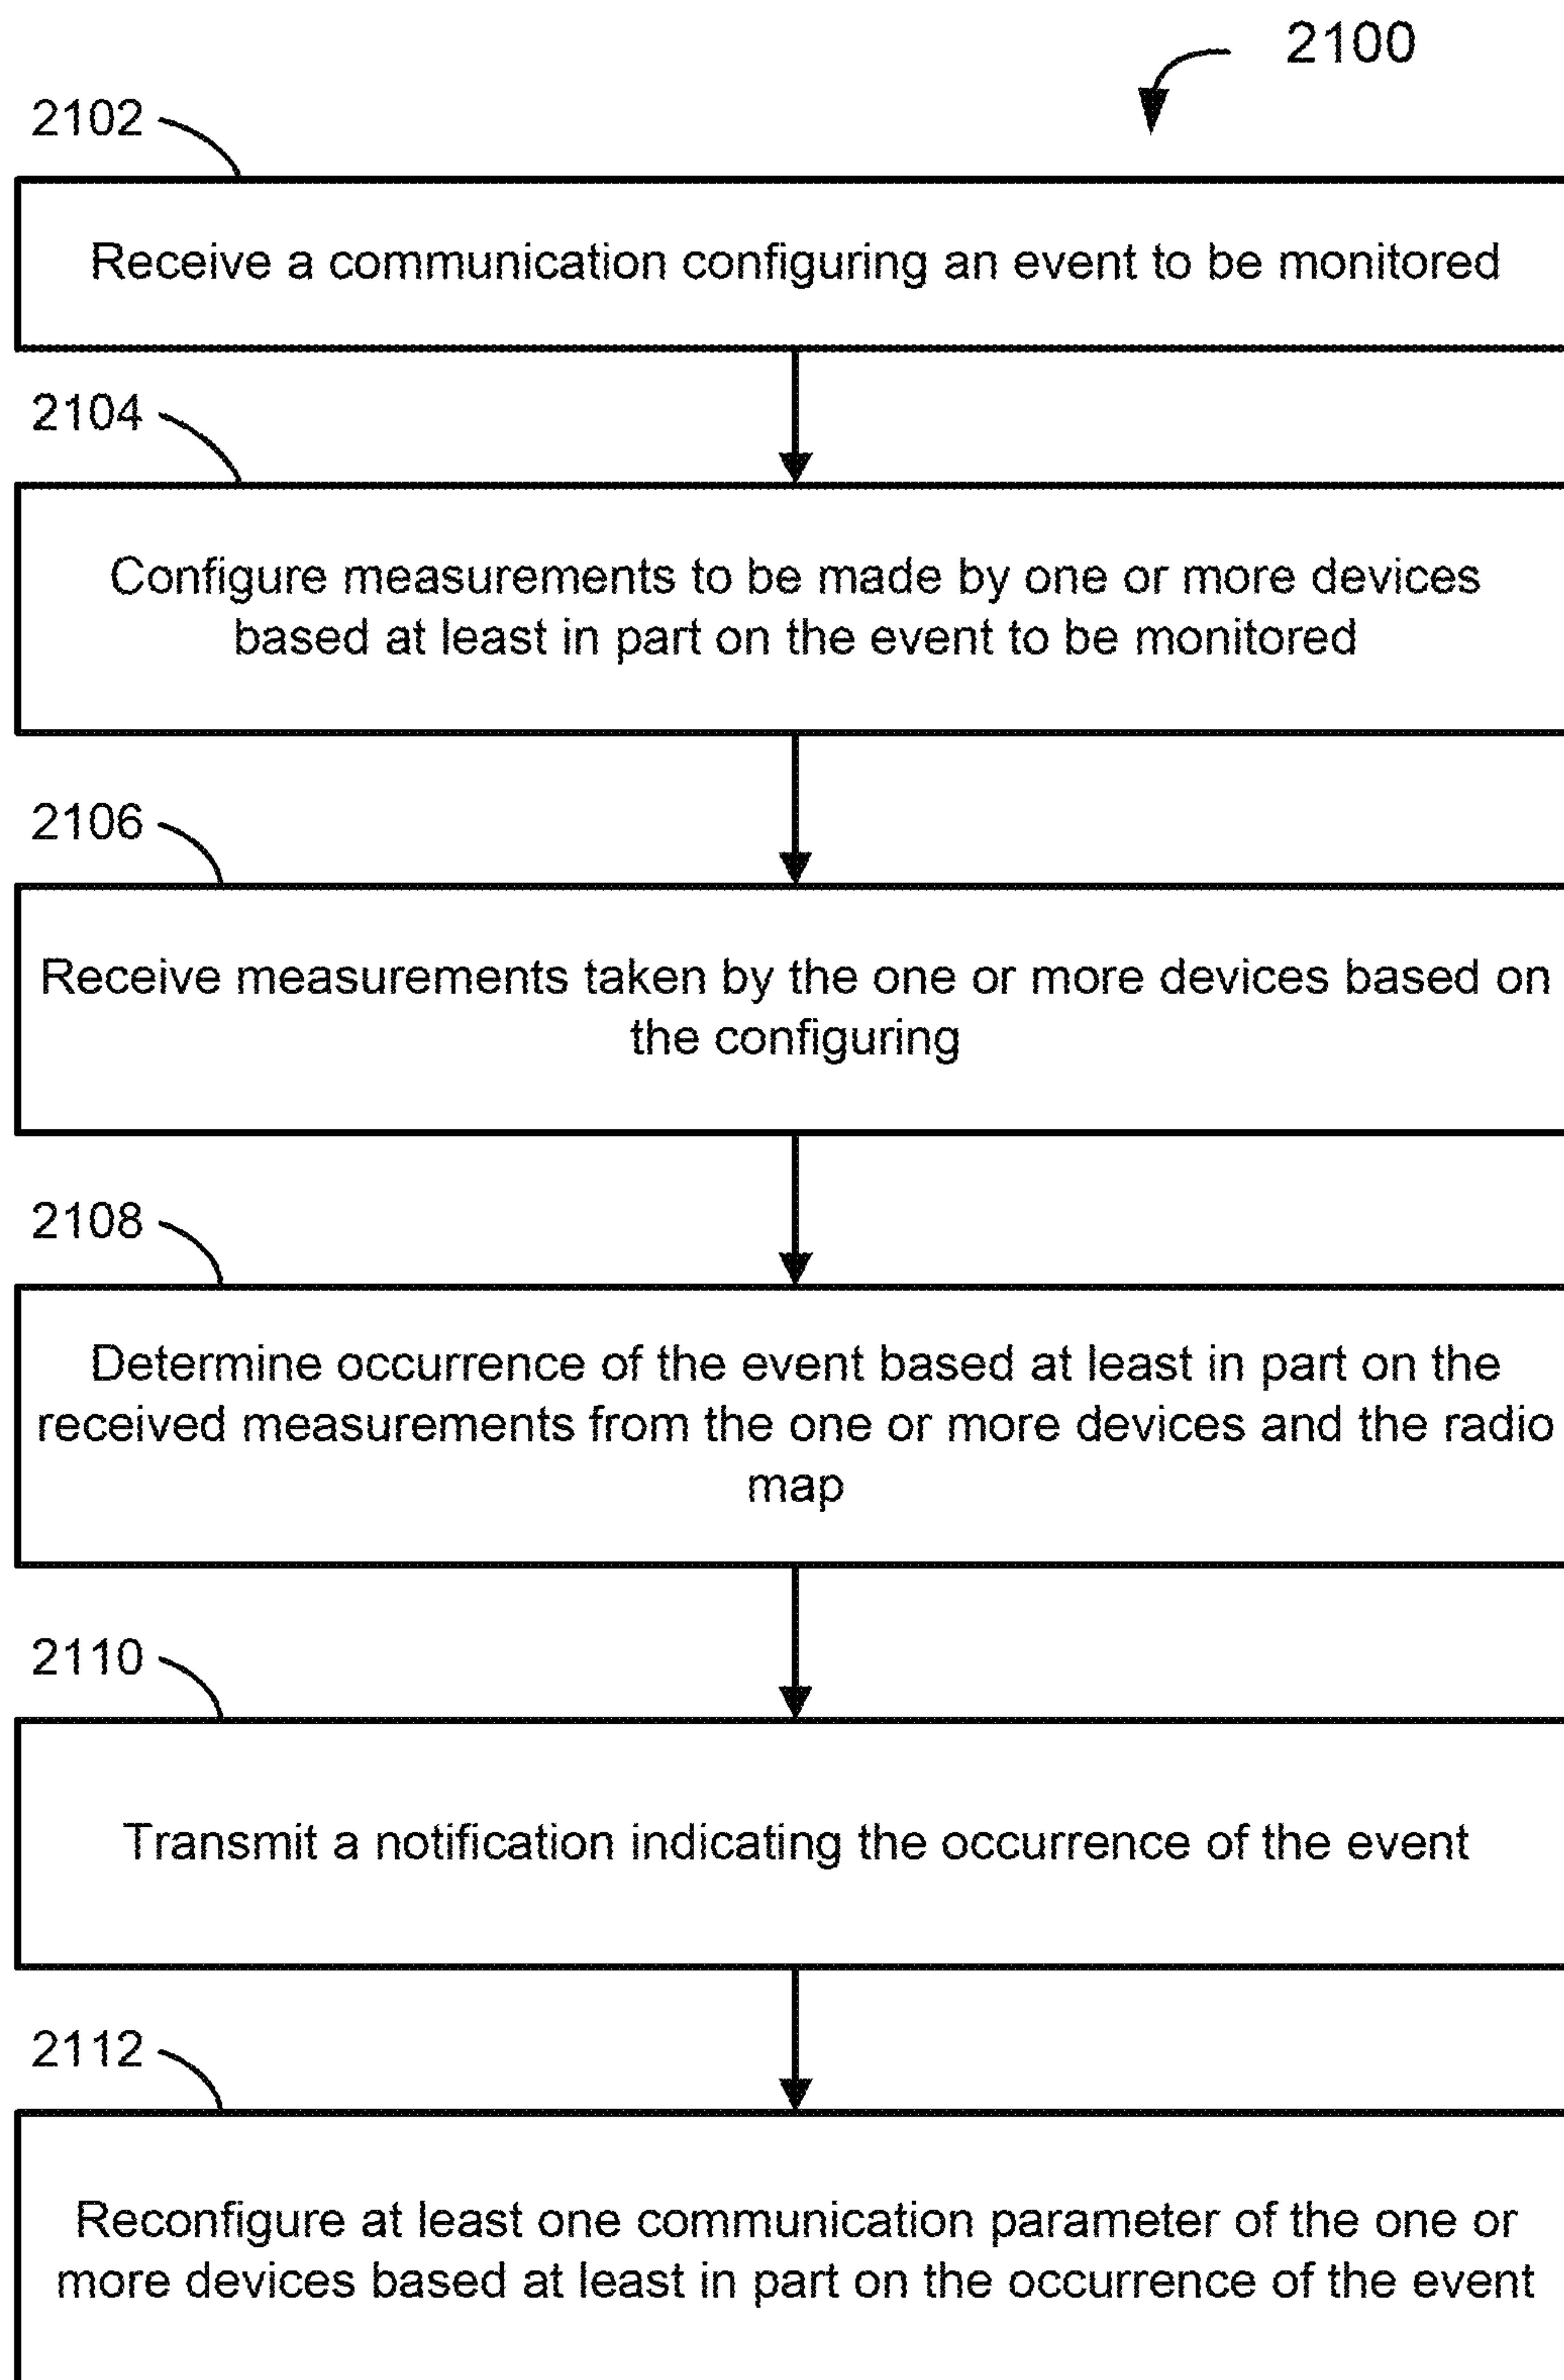 2100
2102
Receive a communication configuring an event to be monitored
2104
Configure measurements to be made by one or more devices
based at least in part on the event to be monitored
2106
Receive measurements taken by the one or more devices based on
the configuring
2108
Determine occurrence of the event based at least in part on the
received measurements from the one or more devices and the radio
map
2110
Transmit a notification indicating the occurrence of the event
2112
Reconfigure at least one communication parameter of the one or
more devices based at least in part on the occurrence of the event